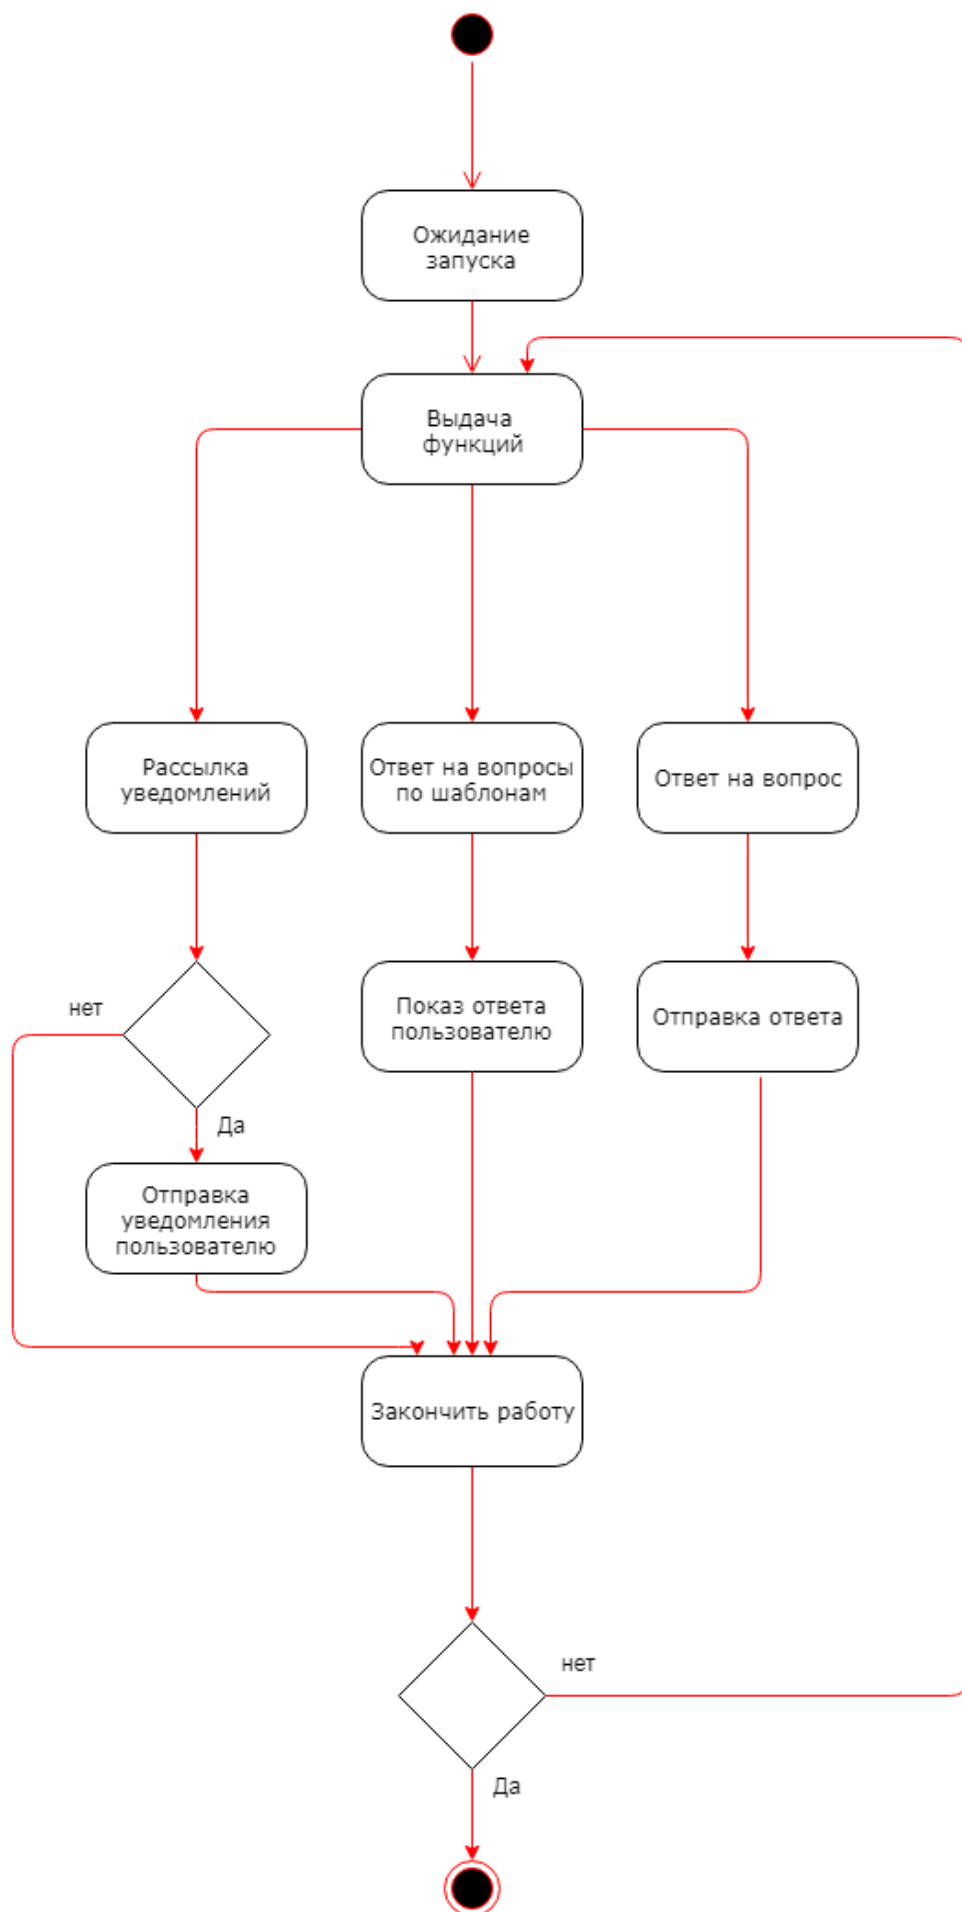 Ожидание
запуска
Выдача
функций
Рассылка
уведомлений
Ответ на вопросы
по шаблонам
Ответ на вопрос
нет
Показ ответа
пользователю
Отправка ответа
Да
Отправка
уведомления
пользователю
Закончить работу
нет
Да